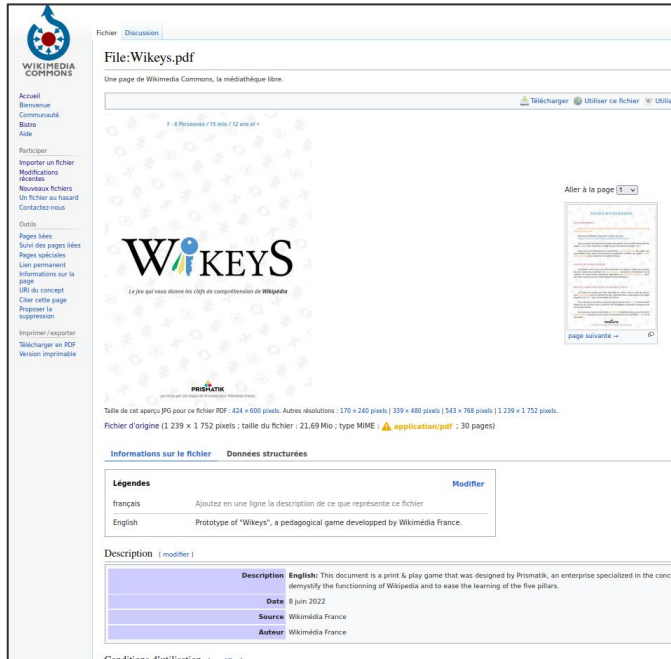 Fichier Discussion
File:Wikeys.pdf
Une page de Wikimedia Commons, la médiathèque libre.
WIKIMEDIA
COMMONS
Accueil
Bienvenue
Communauté
Bistro
Aide
Participer
Importer un fichier
Modifications
récentes
Nouveaux fichiers
Un fichier au hasard
Contactez-nous
Outils
Pages liées
Suivi des pages liées
Pages spéciales
Lien permanent
Informations sur la
page
URI du concept
Citer cette page
Proposer la
suppression
Imprimer / exporter
Télécharger en PDF
Version imprimable
Télécharger Utiliser ce fichier Utilis
1 - 6 Personnes / 15 min / 12 ans et +
WIKEYS
Le jeu qui vous donne les clefs de compréhension de Wikipédia
PRISMATIK
Aller à la page 1
page suivante →
Taille de cet aperçu JPG pour ce fichier PDF : 424 × 600 pixels. Autres résolutions : 170 × 240 pixels | 339 × 480 pixels | 543 × 768 pixels | 1 239 × 1 752 pixels.
Fichier d'origine (1 239 × 1 752 pixels ; taille du fichier : 21,69 Mio ; type MIME : application/pdf ; 30 pages)
Informations sur le fichier Données structurées
Légendes Modifier
français Ajoutez en une ligne la description de ce que représente ce fichier
English Prototype of "Wikeys", a pedagogical game developped by Wikimédia France.
Description [ modifier ]
Description English: This document is a print & play game that was designed by Prismatik, an enterprise specialized in the conc
demystify the functionning of Wikipedia and to ease the learning of the five pillars.
Date 8 juin 2022
Source Wikimédia France
Auteur Wikimédia France